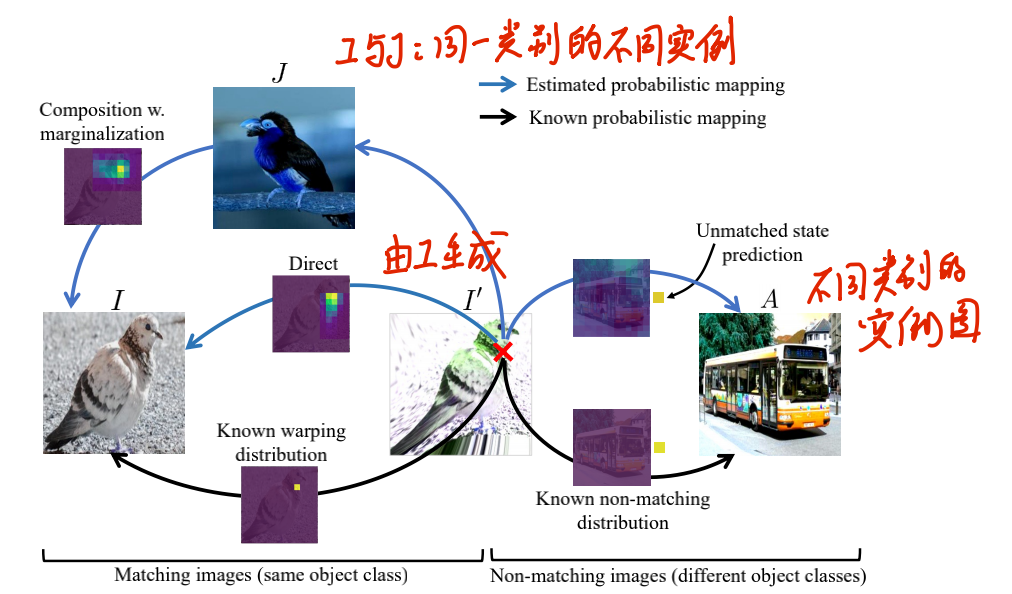 I与J：同一类别的不同实例
J
Estimated probabilistic mapping
Known probabilistic mapping
Composition w.
marginalization
Unmatched state
prediction
由I生成
Direct
I
I′
A
不同类别的
实例图
Known warping
distribution
Known non-matching
distribution
Matching images (same object class)
Non-matching images (different object classes)